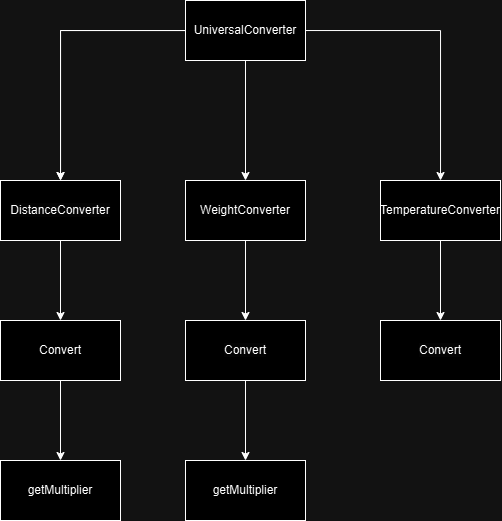 UniversalConverter
DistanceConverter
WeightConverter
TemperatureConverter
Convert
Convert
Convert
getMultiplier
getMultiplier